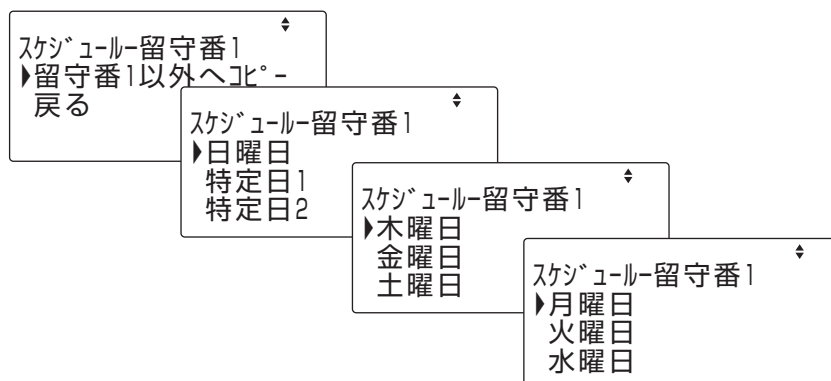 ｽｹｼﾞｭｰﾙｰ留守番1
▶留守番1以外へｺﾋﾟｰ
戻る
ｽｹｼﾞｭｰﾙｰ留守番1
▶日曜日
特定日1
特定日2
ｽｹｼﾞｭｰﾙｰ留守番1
▶木曜日
金曜日
土曜日
ｽｹｼﾞｭｰﾙｰ留守番1
▶月曜日
火曜日
水曜日